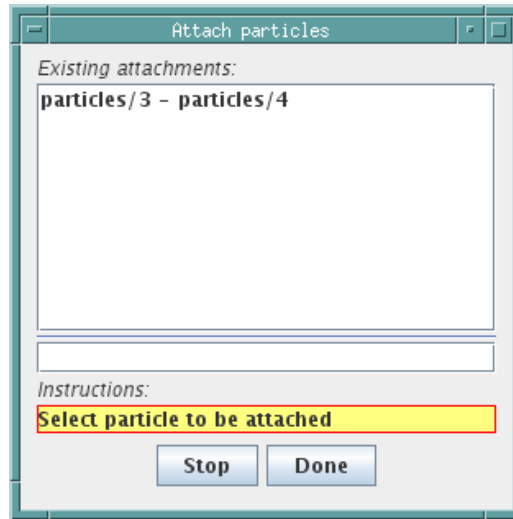 Attach particles
Existing attachments:
particles/3 - particles/4
Instructions:
Select particle to be attached
Stop Done